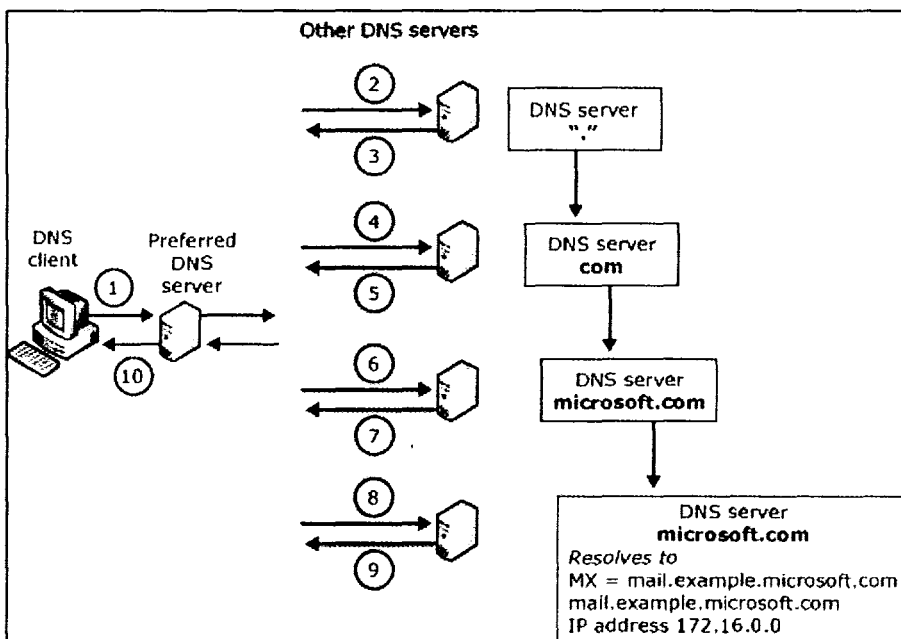 Other DNS servers
2
DNS server
"."
3
4
DNS server
com
5
DNS
client
Preferred
DNS
server
1
10
6
DNS server
microsoft.com
7
8
DNS server
microsoft.com
9
Resolves to
MX = mail.example.microsoft.com
mail.example.microsoft.com
IP address 172.16.0.0